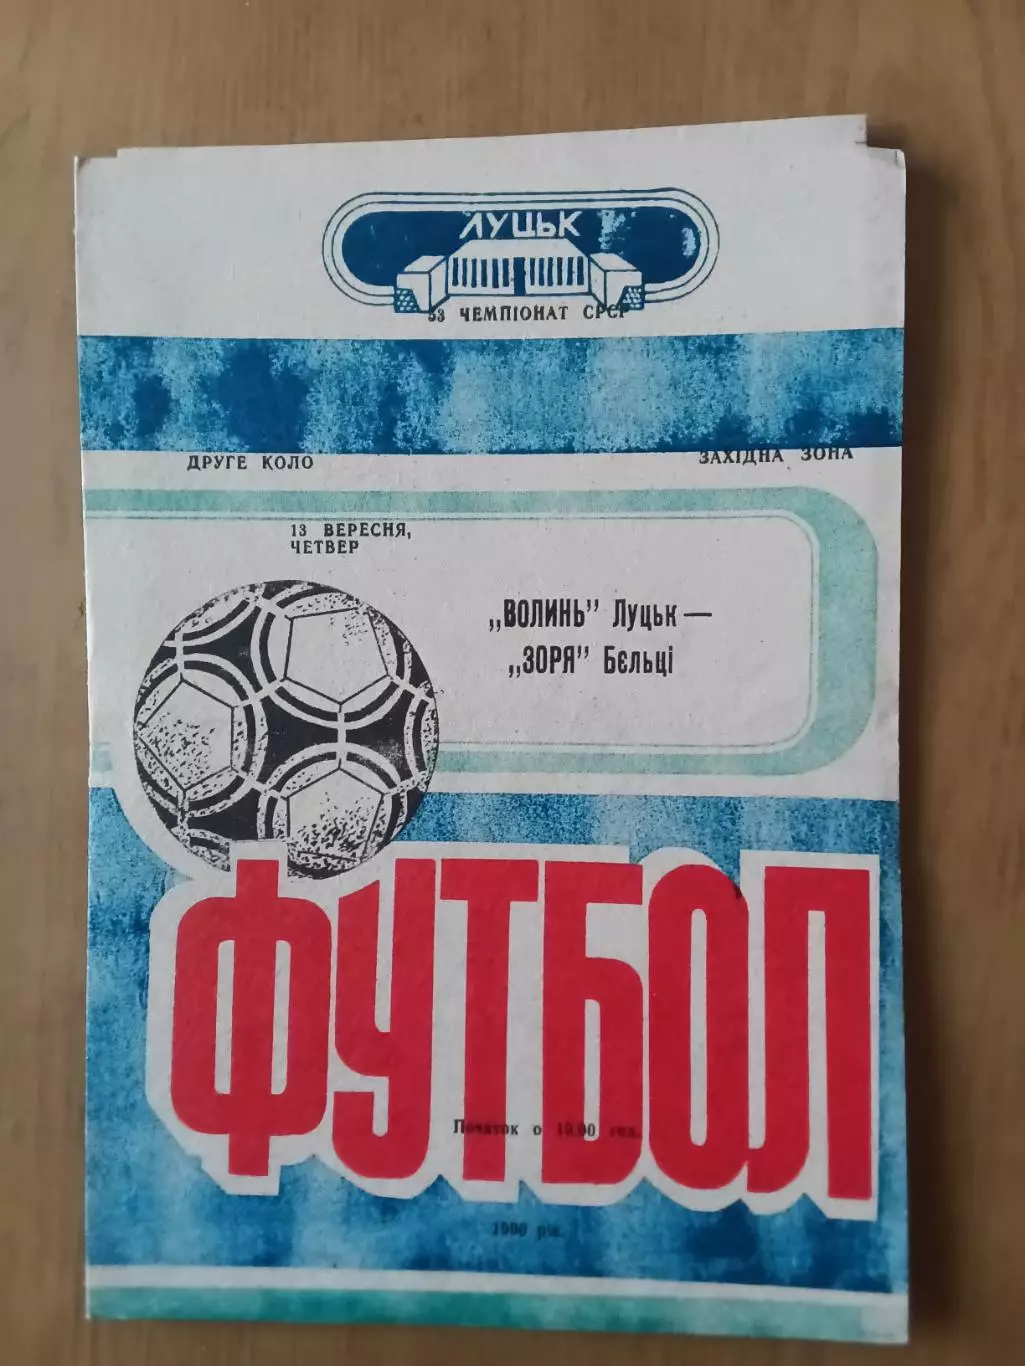 ЛУЦЬК
53 ЧЕМПІОНАТ СРСР
ДРУГЕ КОЛО
ЗАХІДНА ЗОНА
13 ВЕРЕСНЯ,
ЧЕТВЕР
„ВОЛИНЬ” Луцьк —
„ЗОРЯ” Бєльці
ФУТБОЛ
Початок о 19.00 год.
1990 рік.